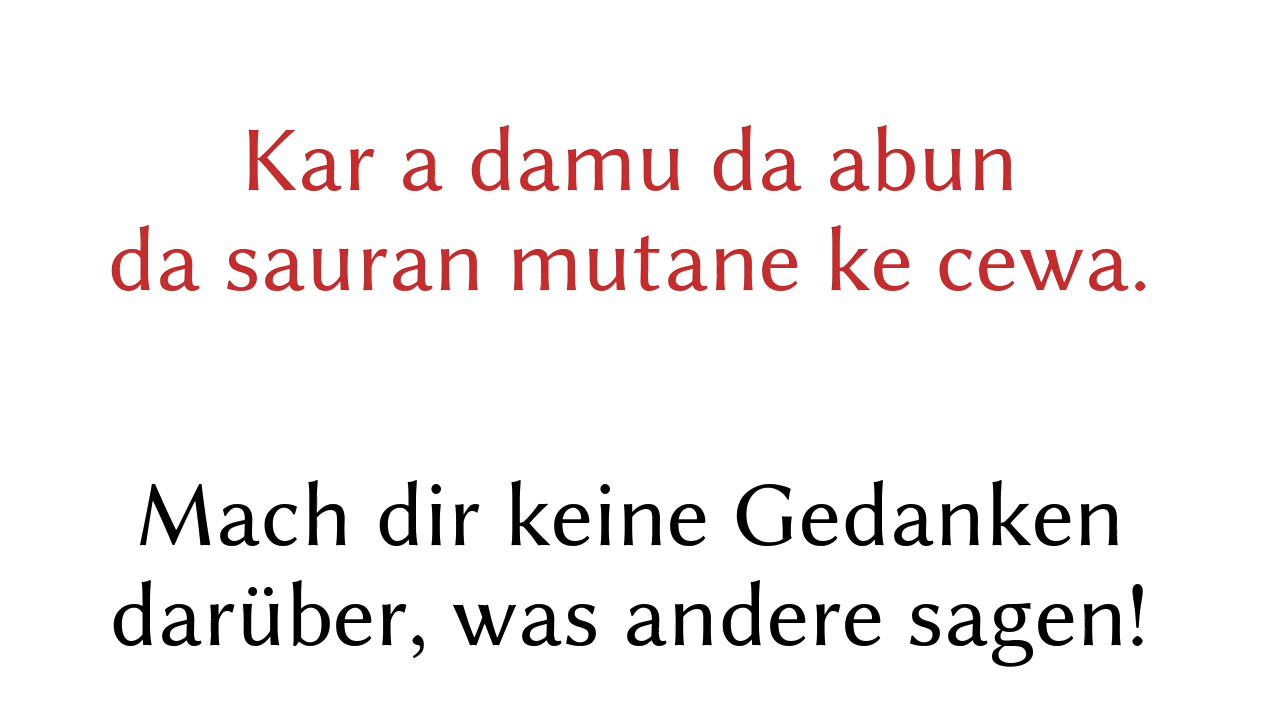 Kar a damu da abun
da sauran mutane ke cewa.
Mach dir keine Gedanken
darüber, was andere sagen!